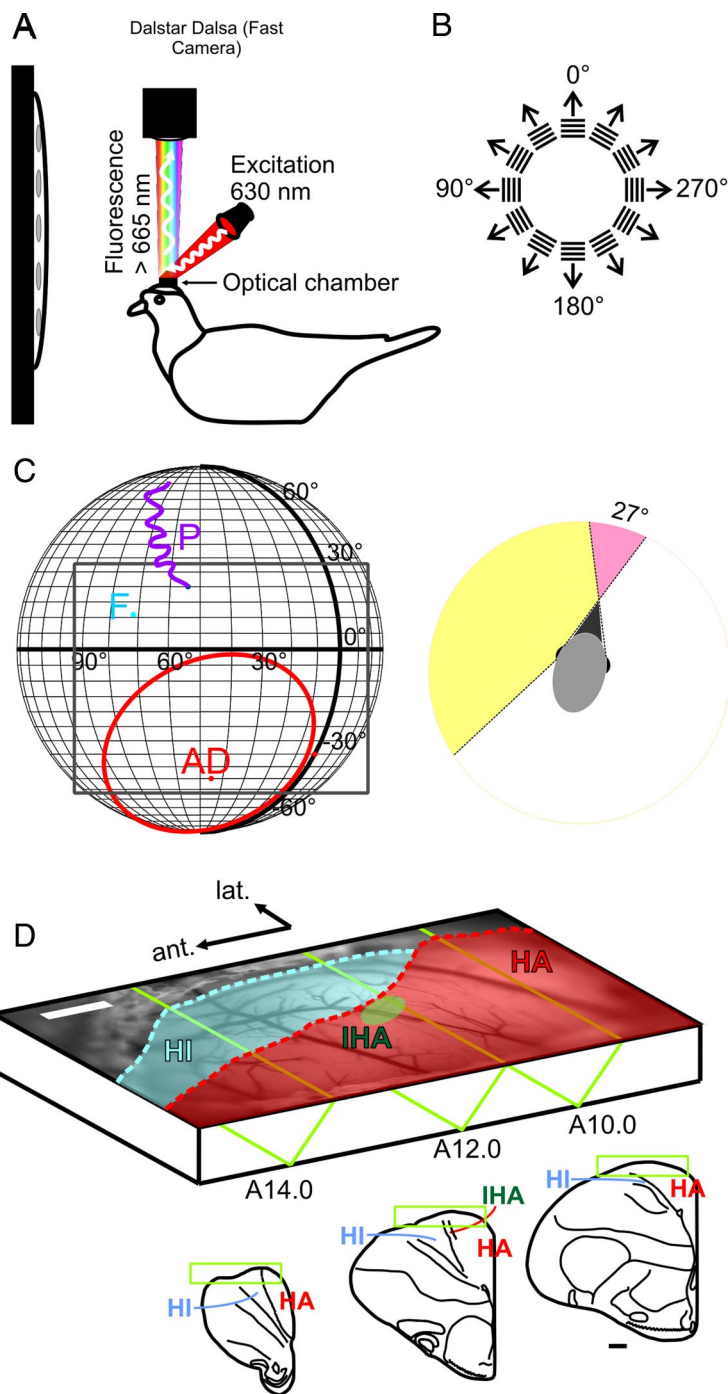 A
Dalstar Dalsa (Fast
Camera)
Fluorescence
> 665 nm
Excitation
630 nm
Optical chamber
B
0°
90°
270°
180°
C
60°
30°
P
F.
0°
90°
60°
30°
-30°
AD
-60°
27°
D
lat.
ant.
HA
IHA
HI
A10.0
A12.0
A14.0
HI
HA
IHA
HI
HA
HI
HA